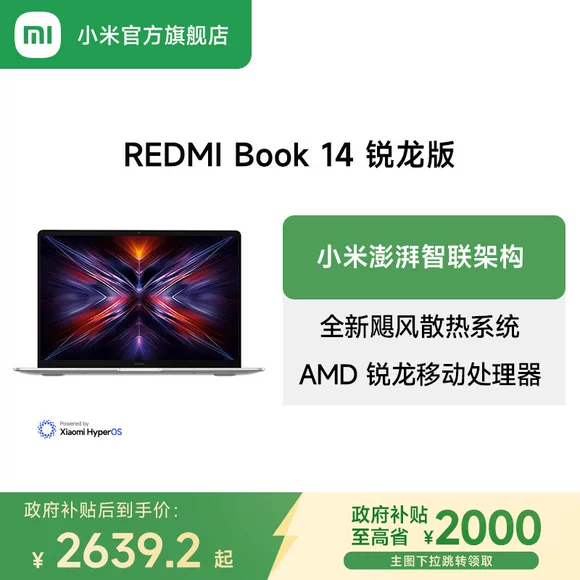 小米官方旗舰店
REDMI Book 14 锐龙版
小米澎湃智联架构
全新飓风散热系统
AMD 锐龙移动处理器
Powered by
Xiaomi HyperOS
政府补贴后到手价：
¥ 2639.2 起
政府补贴
至高省 ¥2000
主图下拉跳转领取